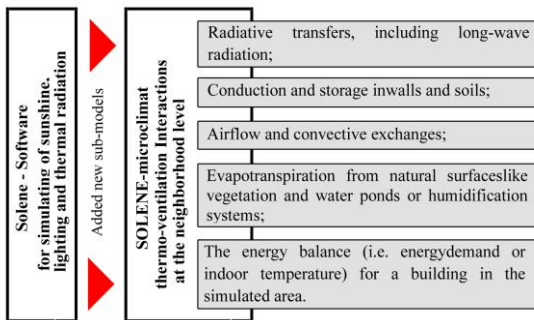 Solene - Software
for simulating of sunshine.
lighting and thermal radiation
Added new sub-models
SOLENE-microclimat
thermo-ventilation Interactions
at the neighborhood level
Radiative transfers, including long-wave
radiation;
Conduction and storage inwalls and soils;
Airflow and convective exchanges;
Evapotranspiration from natural surfaceslike
vegetation and water ponds or humidification
systems;
The energy balance (i.e. energydemand or
indoor temperature) for a building in the
simulated area.